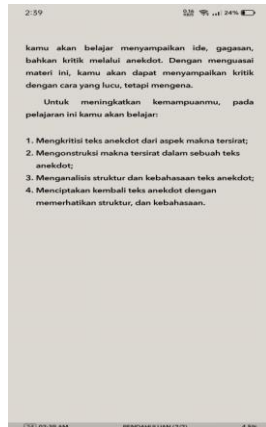 2:59
24%
kamu akan belajar menyampaikan ide, gagasan,
bahkan kritik melalui anekdot. Dengan menguasai
materi ini, kamu akan dapat menyampaikan kritik
dengan cara yang lucu, tetapi mengena.
Untuk meningkatkan kemampuanmu, pada
pelajaran ini kamu akan belajar:
1. Mengkritisi teks anekdot dari aspek makna tersirat;
2. Mengonstruksi makna tersirat dalam sebuah teks
anekdot;
3. Menganalisis struktur dan kebahasaan teks anekdot;
4. Menciptakan kembali teks anekdot dengan
memerhatikan struktur, dan kebahasaan.